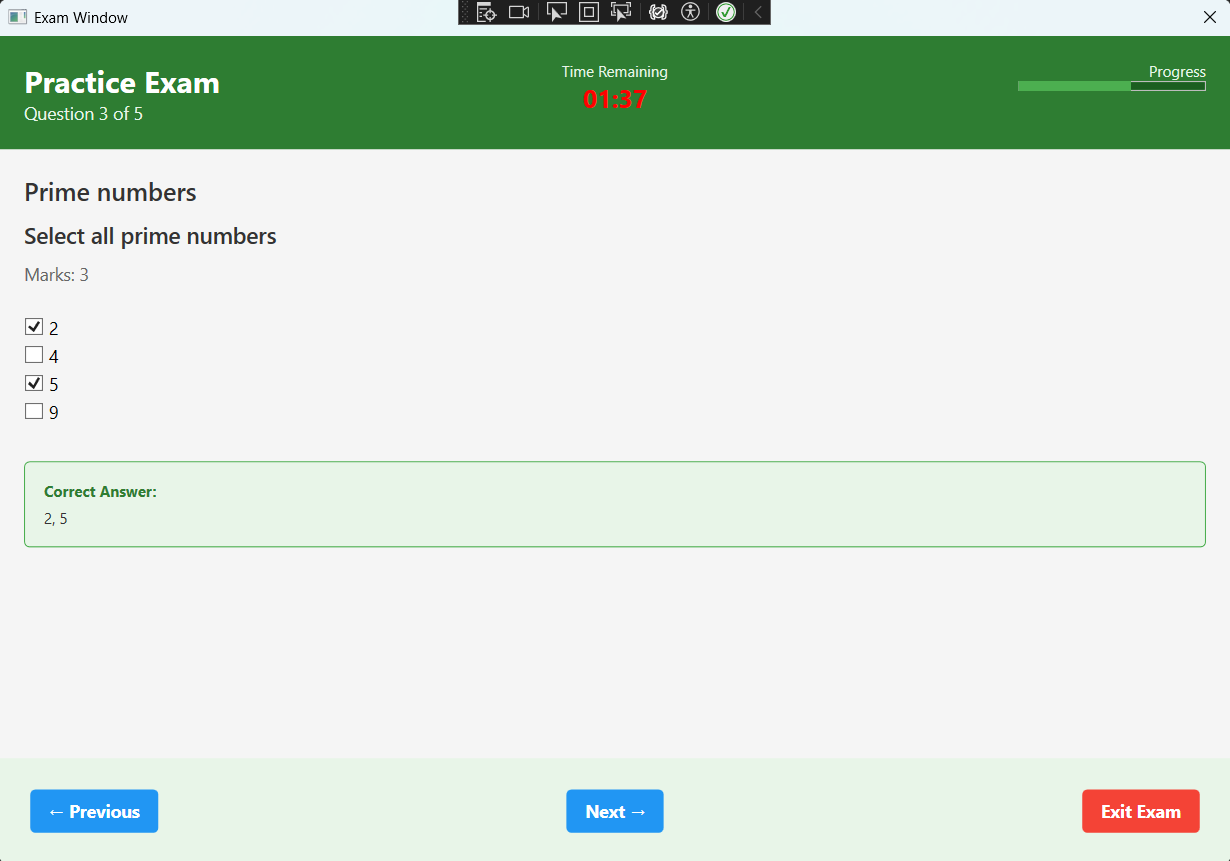 Exam Window
Practice Exam
Question 3 of 5
Time Remaining
01:37
Progress
Prime numbers
Select all prime numbers
Marks: 3
2
4
5
9
Correct Answer:
2, 5
← Previous
Next →
Exit Exam